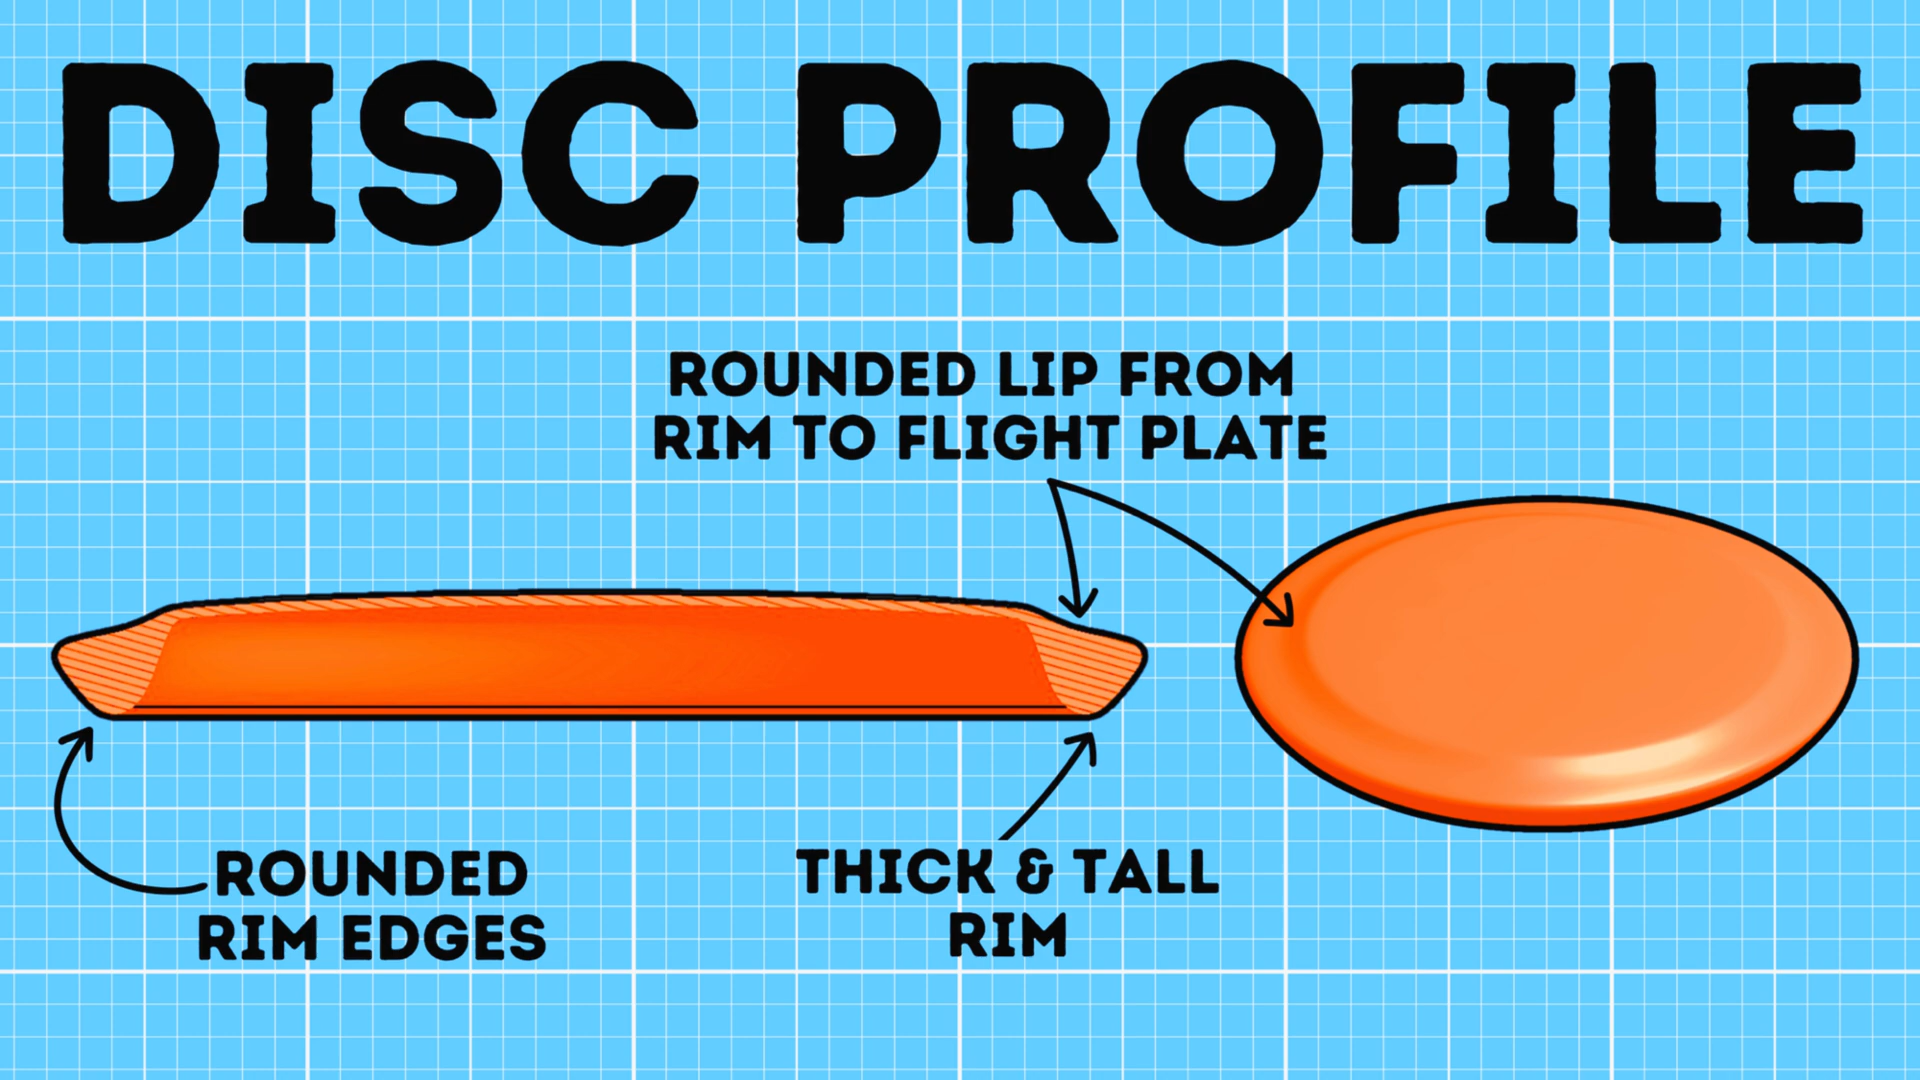 DISC PROFILE
ROUNDED LIP FROM
RIM TO FLIGHT PLATE
ROUNDED
RIM EDGES
THICK & TALL
RIM